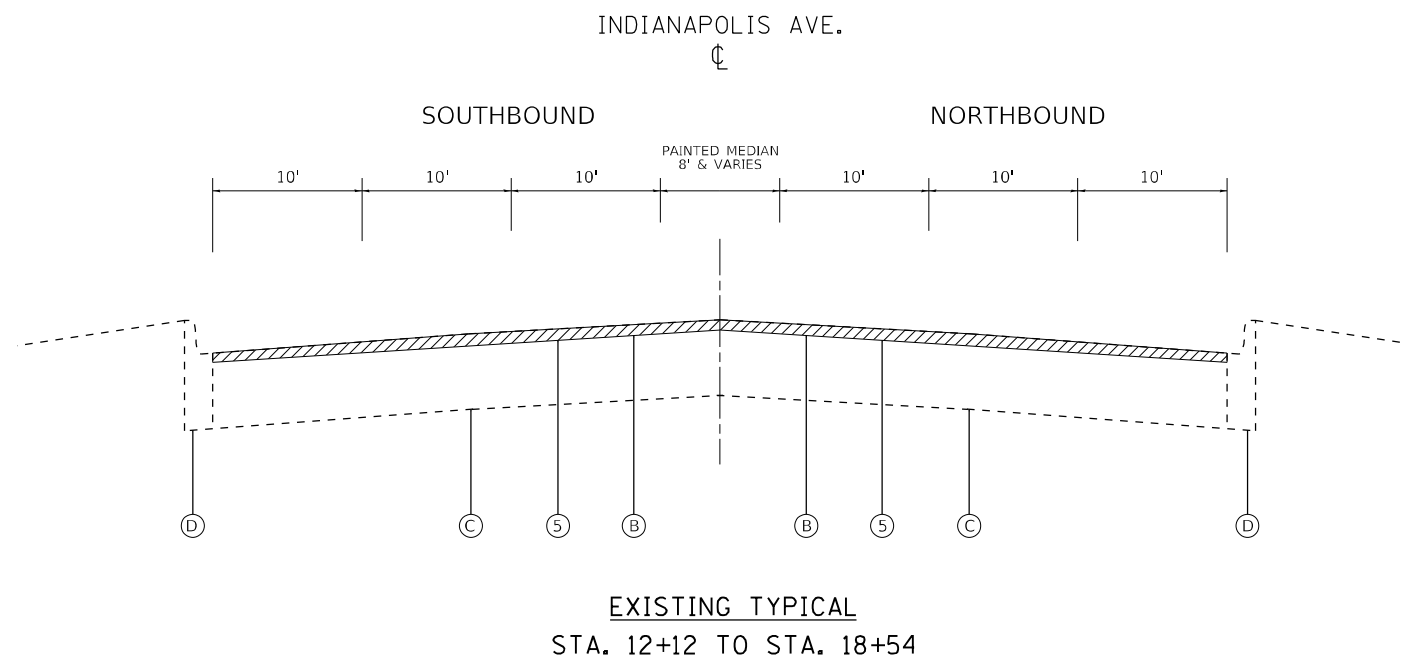 INDIANAPOLIS AVE.
℄
SOUTHBOUND
NORTHBOUND
PAINTED MEDIAN
8' & VARIES
10' 10' 10' 10' 10' 10'
D C 5 B B 5 C D
EXISTING TYPICAL
STA. 12+12 TO STA. 18+54